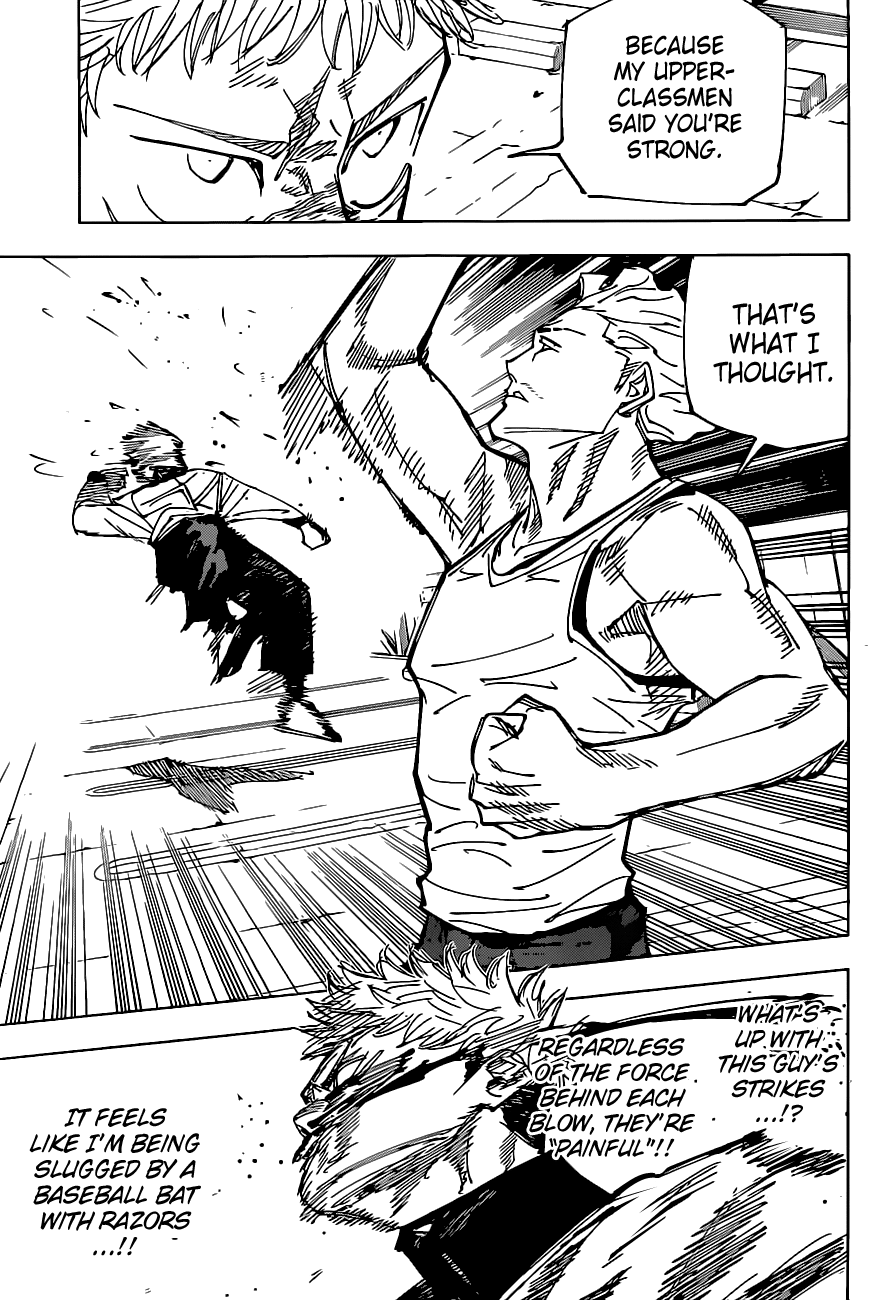 BECAUSE
MY UPPER-
CLASSMEN
SAID YOU'RE
STRONG.
THAT'S
WHAT I
THOUGHT.
WHAT'S
UP WITH
THIS GUY'S
STRIKES
...!?
REGARDLESS
OF THE FORCE
BEHIND EACH
BLOW, THEY'RE
"PAINFUL"!!
IT FEELS
LIKE I'M BEING
SLUGGED BY A
BASEBALL BAT
WITH RAZORS
...!!